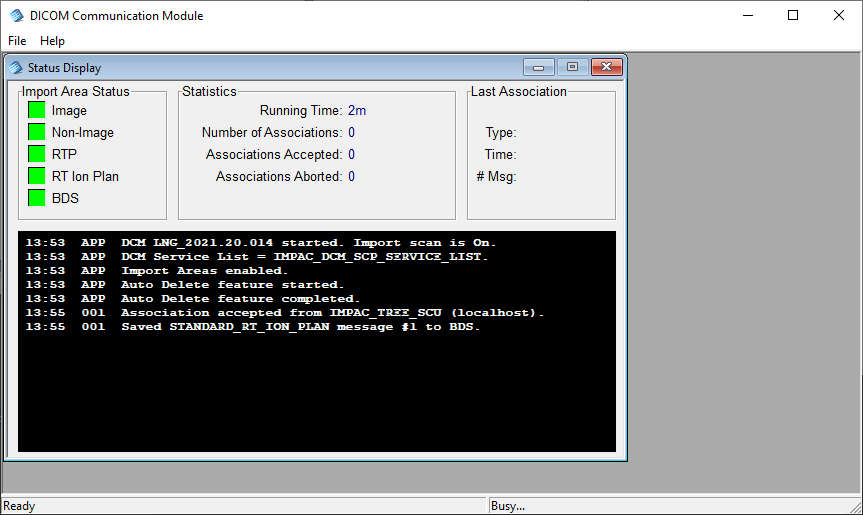 DICOM Communication Module
File Help
Status Display
Import Area Status
Image
Non-Image
RTP
RT Ion Plan
BDS
Statistics
Running Time: 2m
Number of Associations: 0
Associations Accepted: 0
Associations Aborted: 0
Last Association
Type:
Time:
# Msg:
13:53 APP DCM LNG_2021.20.014 started. Import scan is On.
13:53 APP DCM Service List = IMPAC_DCM_SCP_SERVICE_LIST.
13:53 APP Import Areas enabled.
13:53 APP Auto Delete feature started.
13:53 APP Auto Delete feature completed.
13:55 001 Association accepted from IMPAC_TREE_SCU (localhost).
13:55 001 Saved STANDARD_RT_ION_PLAN message #1 to BDS.
Ready
Busy...